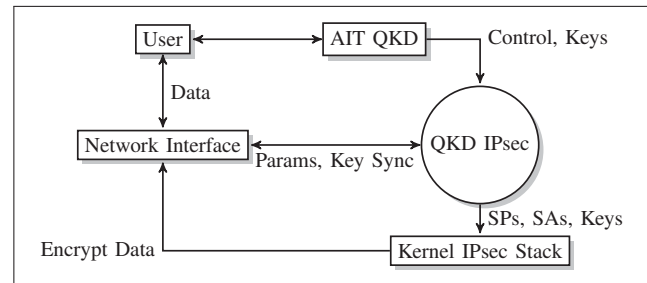 User
AIT QKD
Control, Keys
Data
Network Interface
QKD IPsec
Params, Key Sync
SPs, SAs, Keys
Encrypt Data
Kernel IPsec Stack